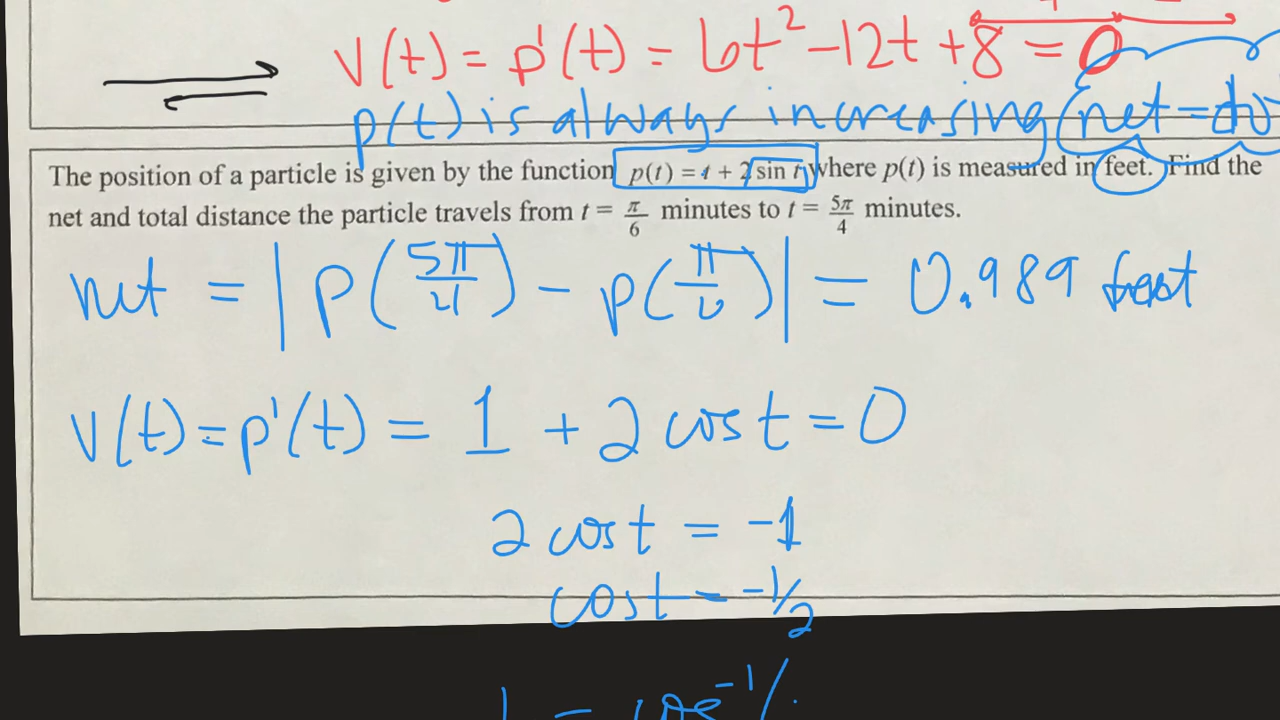 v(t) = p'(t) = 6t² -12t +8 = 0
p(t) is always increasing (net =
The position of a particle is given by the function p(t) = t + 2 sin t, where p(t) is measured in feet. Find the
net and total distance the particle travels from t = π/6 minutes to t = 5π/4 minutes.
net = |p(5π/4) - p(π/6)| = 0.989 feet
v(t) = p'(t) = 1 + 2 cos t = 0
2 cos t = -1
cos t = -1/2